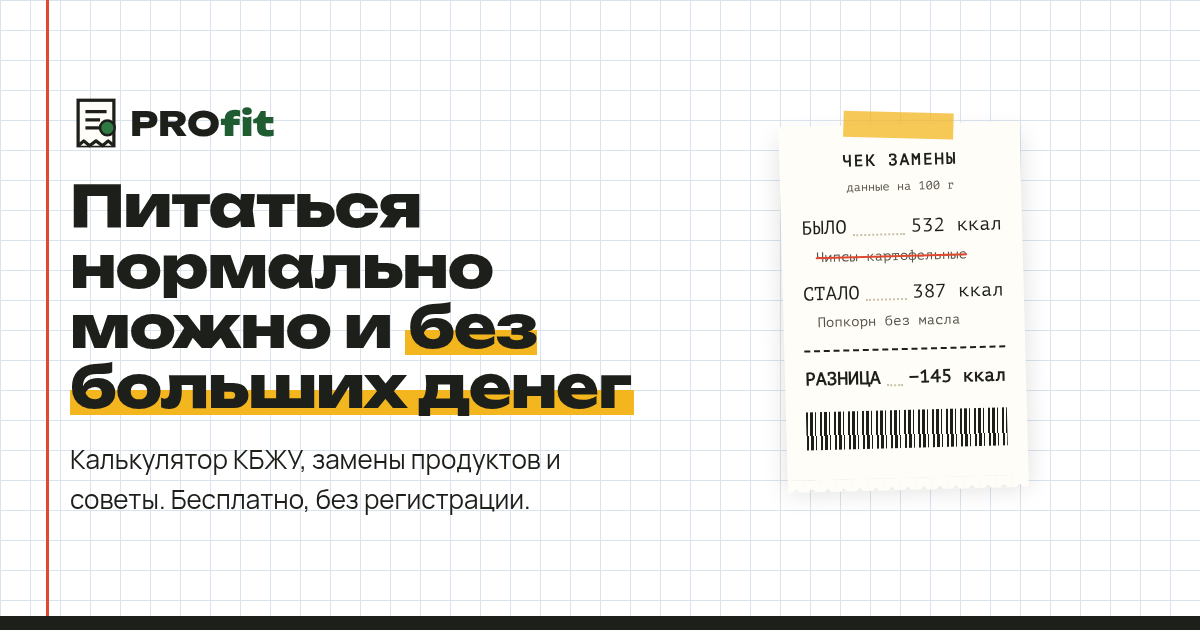 PROfit
Питаться
нормально
можно и без
больших денег
Калькулятор КБЖУ, замены продуктов и
советы. Бесплатно, без регистрации.
ЧЕК ЗАМЕНЫ
данные на 100 г
БЫЛО 532 ккал
Чипсы картофельные
СТАЛО 387 ккал
Попкорн без масла
РАЗНИЦА −145 ккал